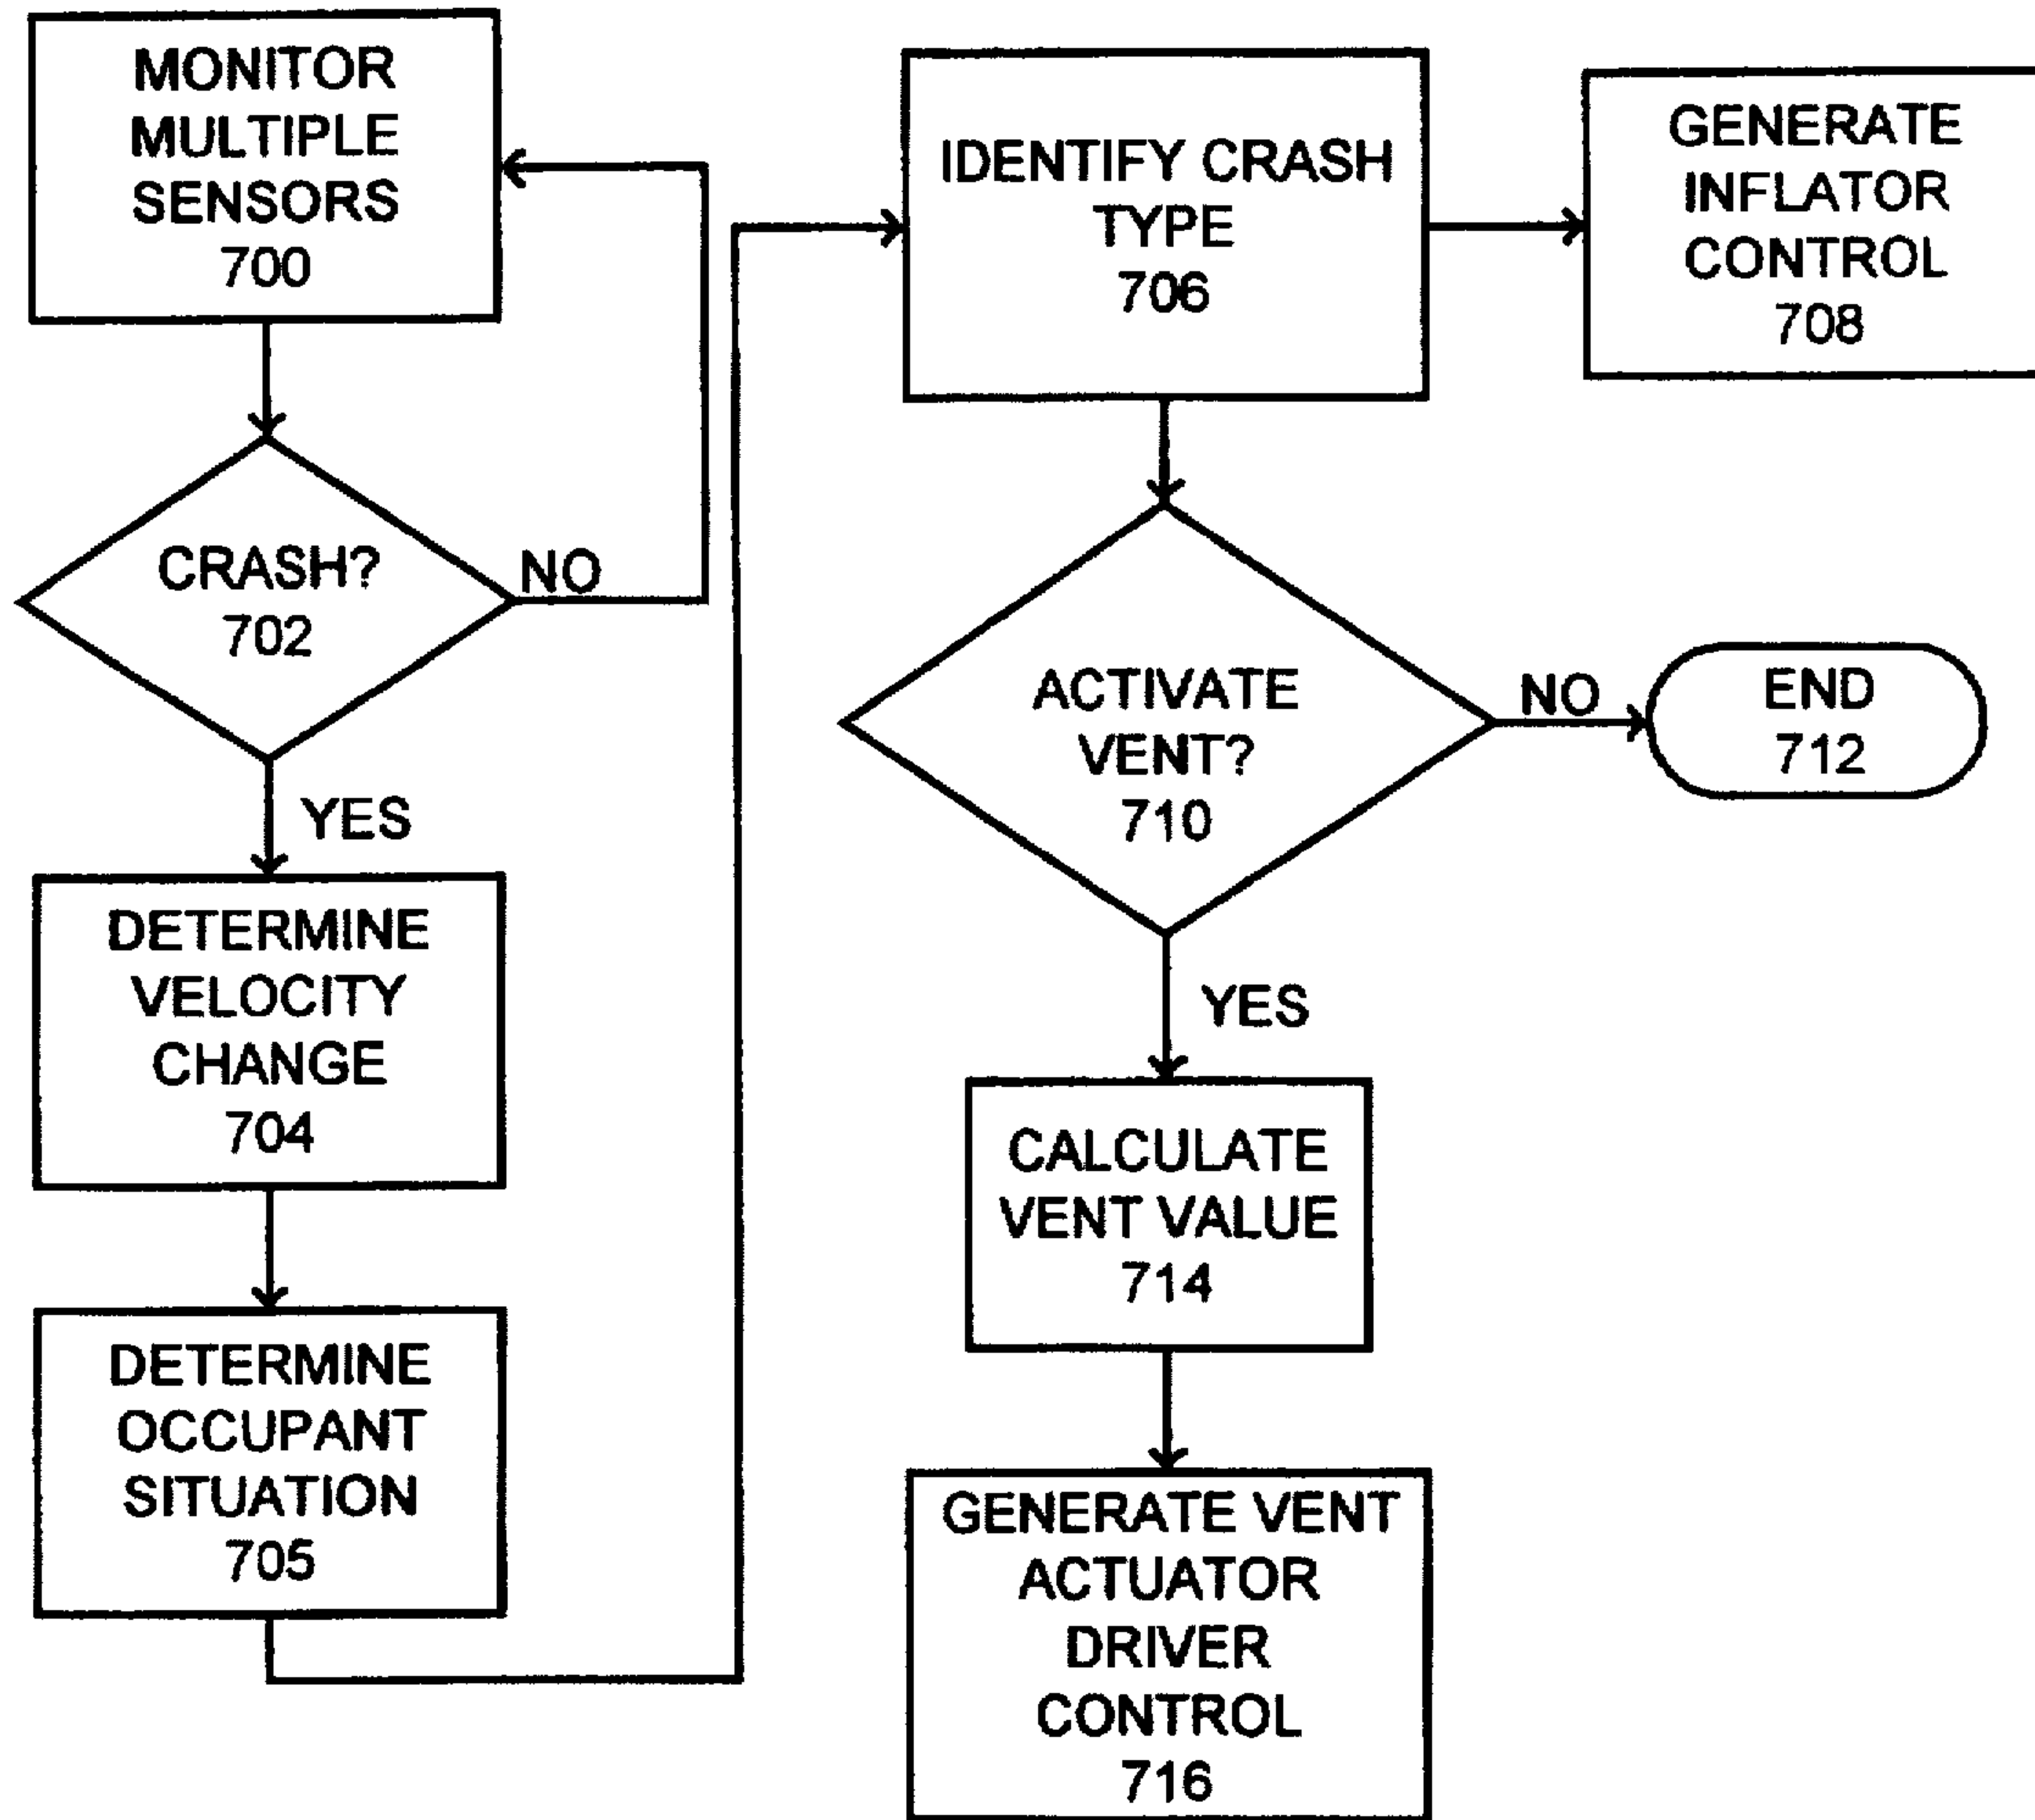 MONITOR
MULTIPLE
SENSORS
700
CRASH?
702
NO
YES
DETERMINE
VELOCITY
CHANGE
704
DETERMINE
OCCUPANT
SITUATION
705
IDENTIFY CRASH
TYPE
706
GENERATE
INFLATOR
CONTROL
708
ACTIVATE
VENT?
710
NO
END
712
YES
CALCULATE
VENT VALUE
714
GENERATE VENT
ACTUATOR
DRIVER
CONTROL
716